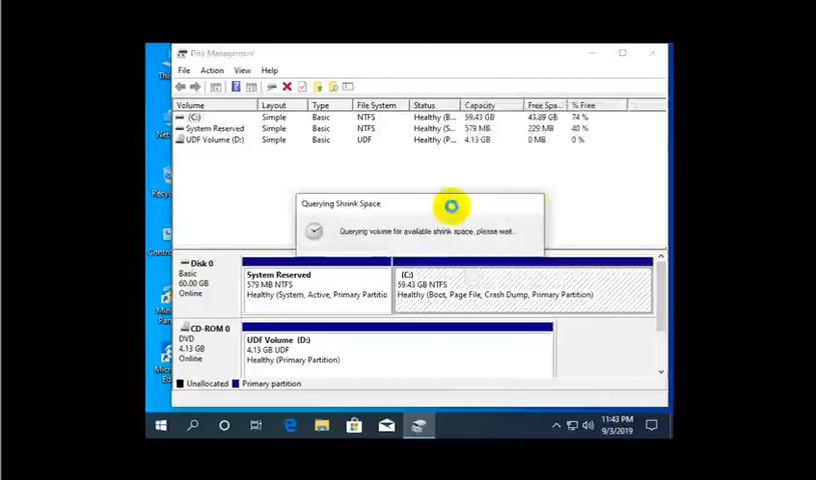 Disk Management
File Action View Help
Volume Layout Type File System Status Capacity Free Spa... % Free
(C:) Simple Basic NTFS Healthy (B... 59.43 GB 43.89 GB 74 %
System Reserved Simple Basic NTFS Healthy (S... 579 MB 229 MB 40 %
UDF Volume (D:) Simple Basic UDF Healthy (P... 4.13 GB 0 MB 0 %
Querying Shrink Space
Querying volume for available shrink space, please wait...
Disk 0
Basic
60.00 GB
Online
System Reserved
579 MB NTFS
Healthy (System, Active, Primary Partitio
(C:)
59.43 GB NTFS
Healthy (Boot, Page File, Crash Dump, Primary Partition)
CD-ROM 0
DVD
4.13 GB
Online
UDF Volume (D:)
4.13 GB UDF
Healthy (Primary Partition)
Unallocated Primary partition
11:43 PM
9/3/2019